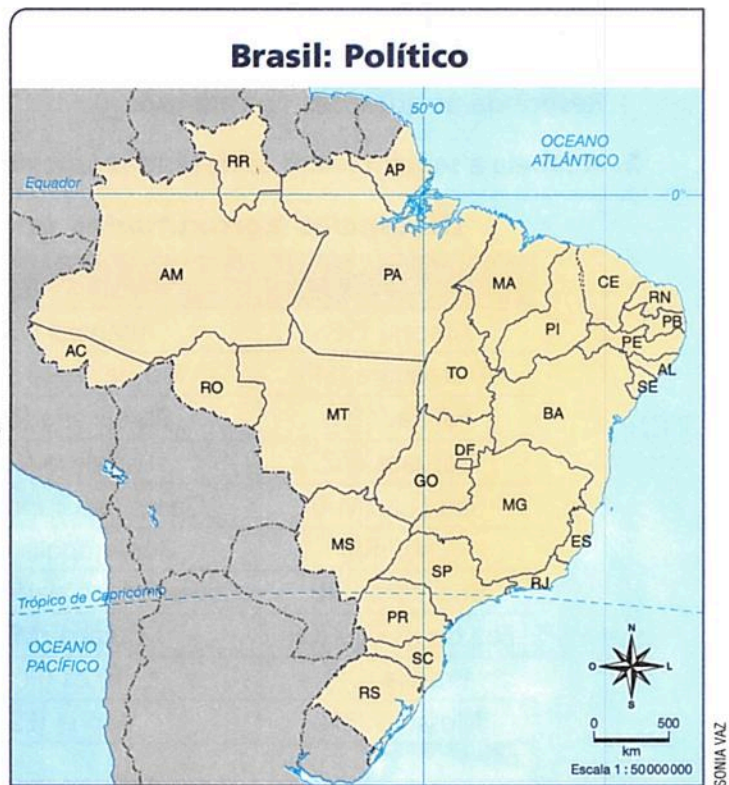 Brasil: Político
50°O
OCEANO
ATLÂNTICO
RR
AP
Equador
0°
AM
PA
MA
CE
RN
PB
PI
PE
AL
SE
AC
RO
TO
BA
MT
DF
GO
MG
ES
MS
SP
RJ
Trópico de Capricórnio
PR
OCEANO
PACÍFICO
SC
RS
N
O
L
S
0 500
km
Escala 1 : 50 000 000
SONIA VAZ